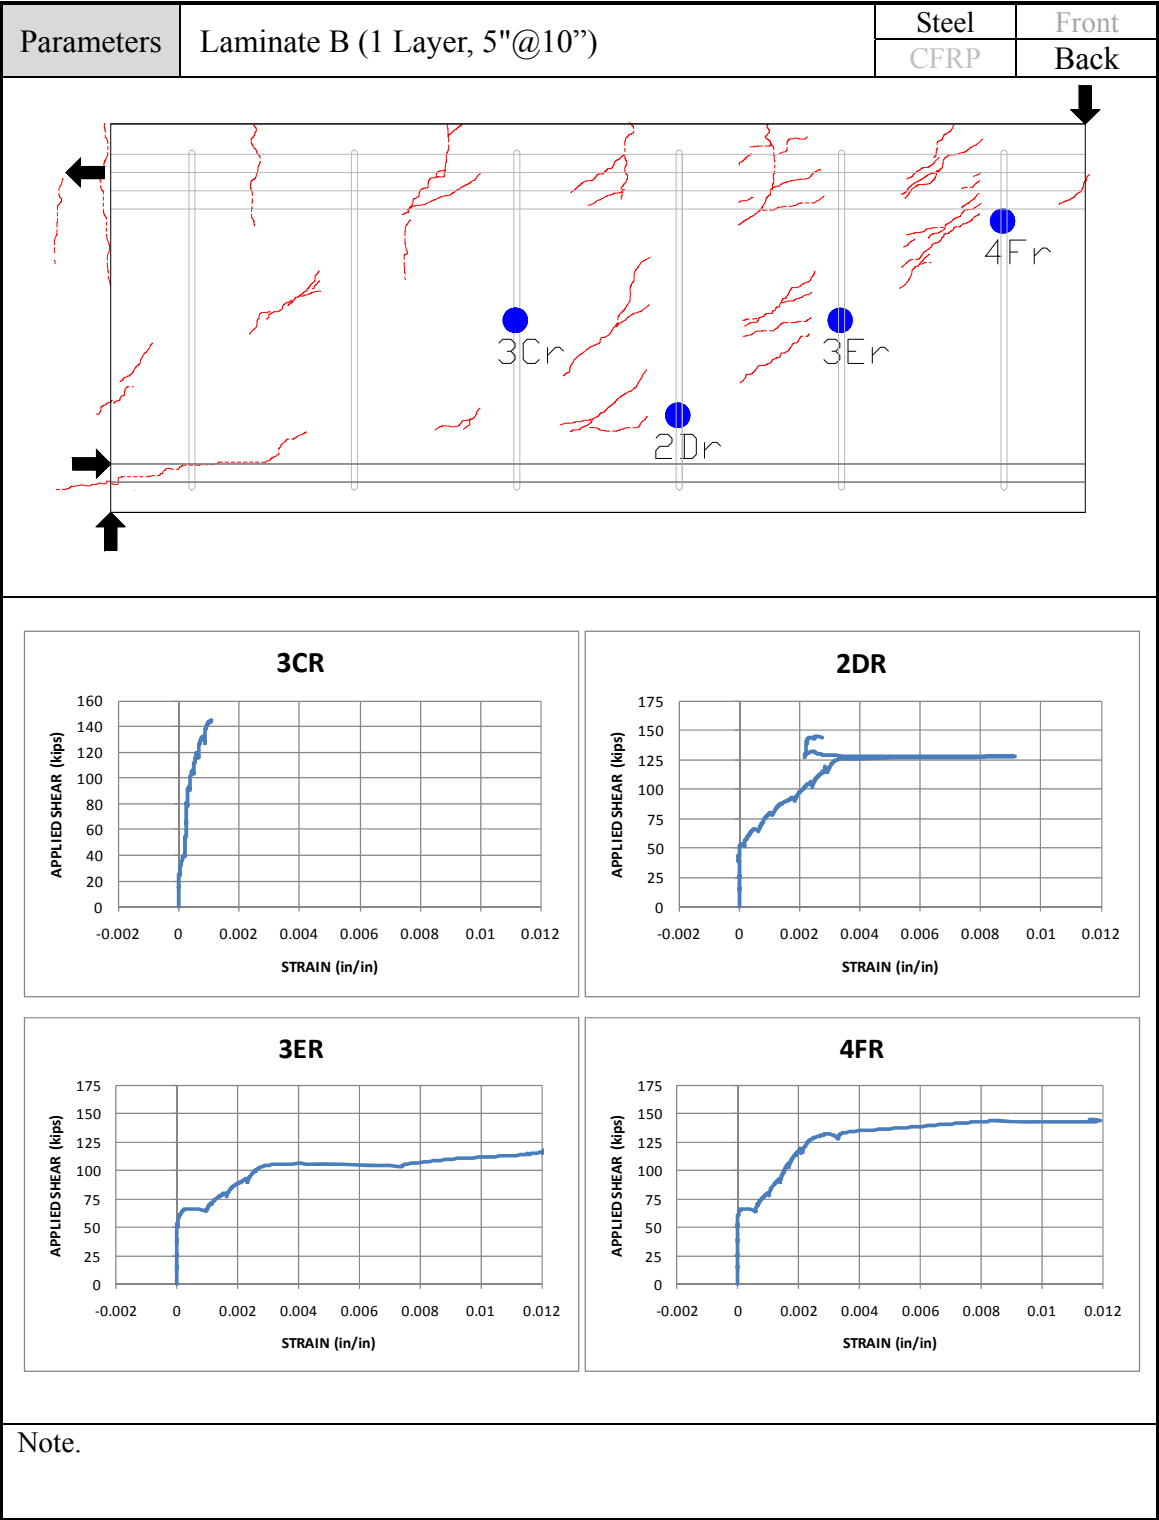 Parameters
Laminate B (1 Layer, 5"@10”)
Steel
Front
CFRP
Back
4Fr
3Cr
3Er
2Dr
3CR
APPLIED SHEAR (kips)
160
140
120
100
80
60
40
20
0
-0.002 0 0.002 0.004 0.006 0.008 0.01 0.012
STRAIN (in/in)
2DR
APPLIED SHEAR (kips)
175
150
125
100
75
50
25
0
-0.002 0 0.002 0.004 0.006 0.008 0.01 0.012
STRAIN (in/in)
3ER
APPLIED SHEAR (kips)
175
150
125
100
75
50
25
0
-0.002 0 0.002 0.004 0.006 0.008 0.01 0.012
STRAIN (in/in)
4FR
APPLIED SHEAR (kips)
175
150
125
100
75
50
25
0
-0.002 0 0.002 0.004 0.006 0.008 0.01 0.012
STRAIN (in/in)
Note.